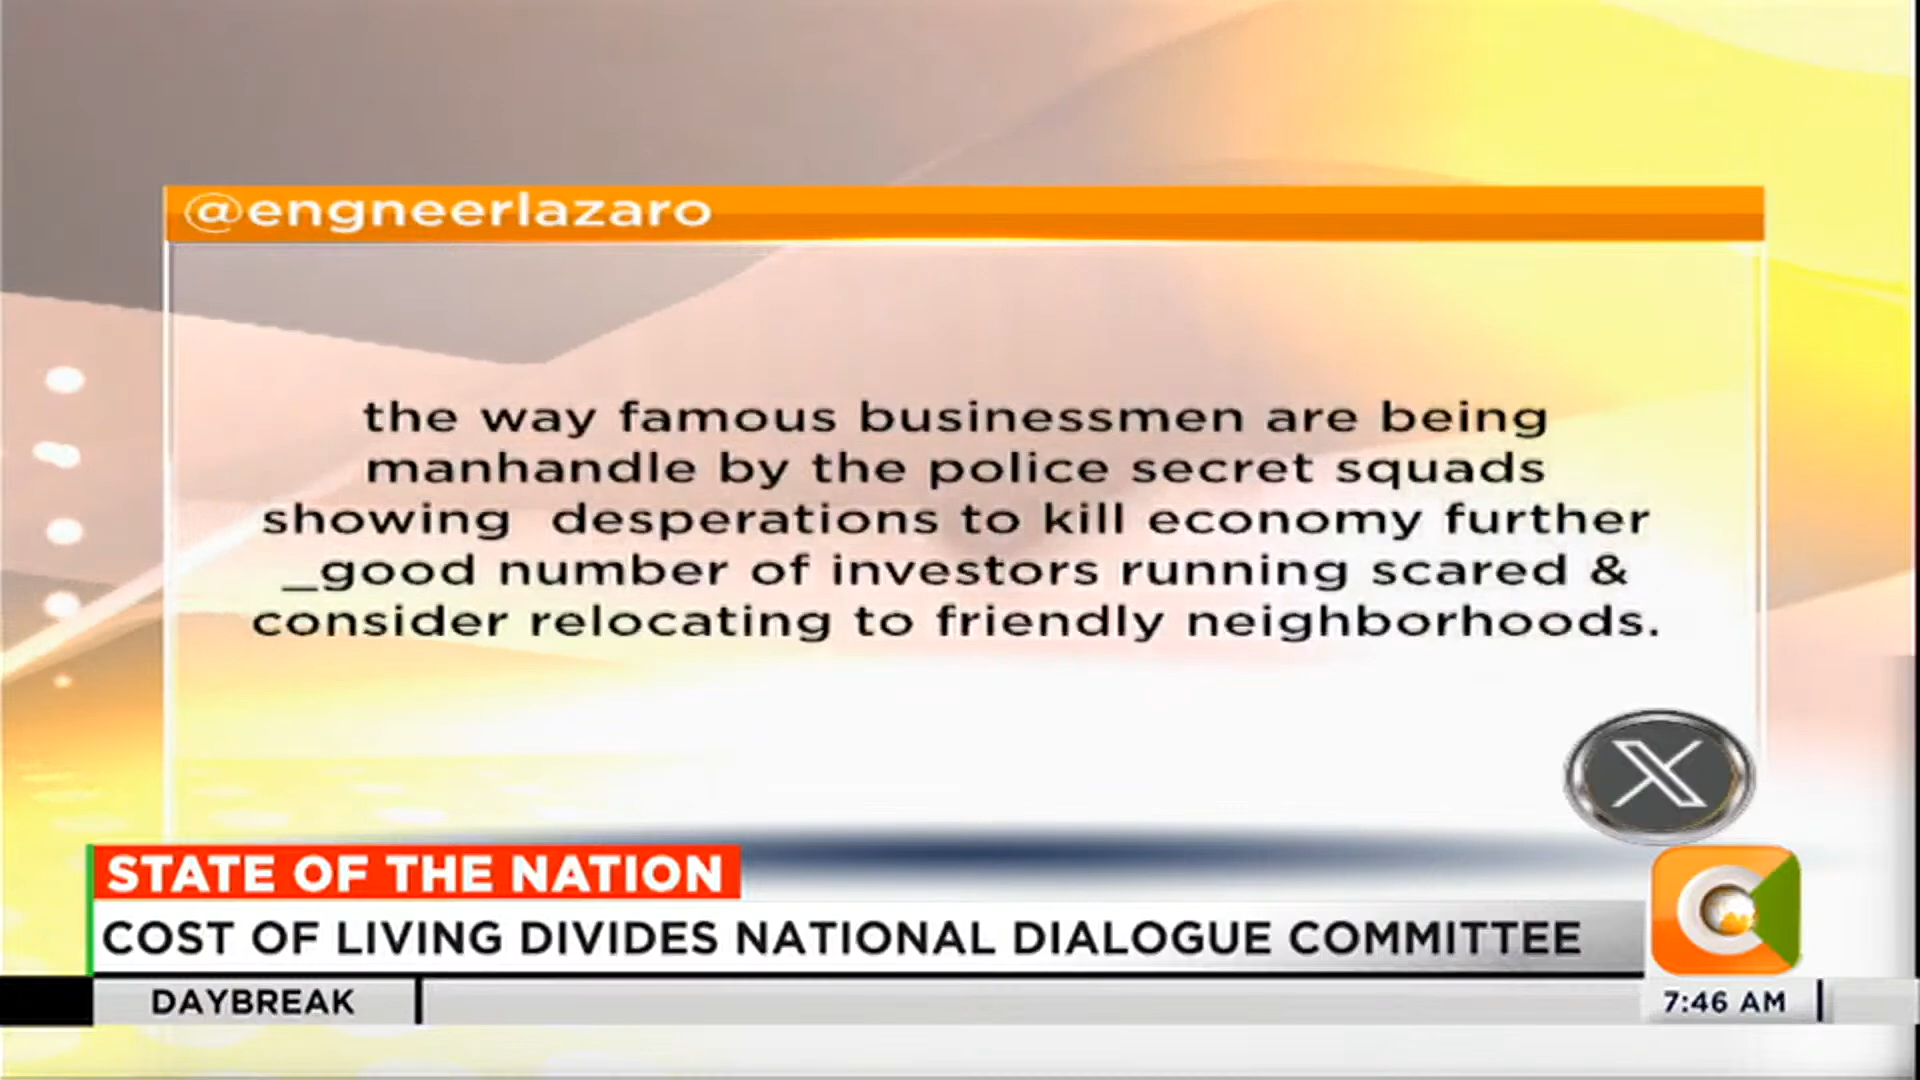 @engneerlazaro
the way famous businessmen are being
manhandle by the police secret squads
showing desperations to kill economy further
_good number of investors running scared &
consider relocating to friendly neighborhoods.
STATE OF THE NATION
COST OF LIVING DIVIDES NATIONAL DIALOGUE COMMITTEE
DAYBREAK
7:46 AM